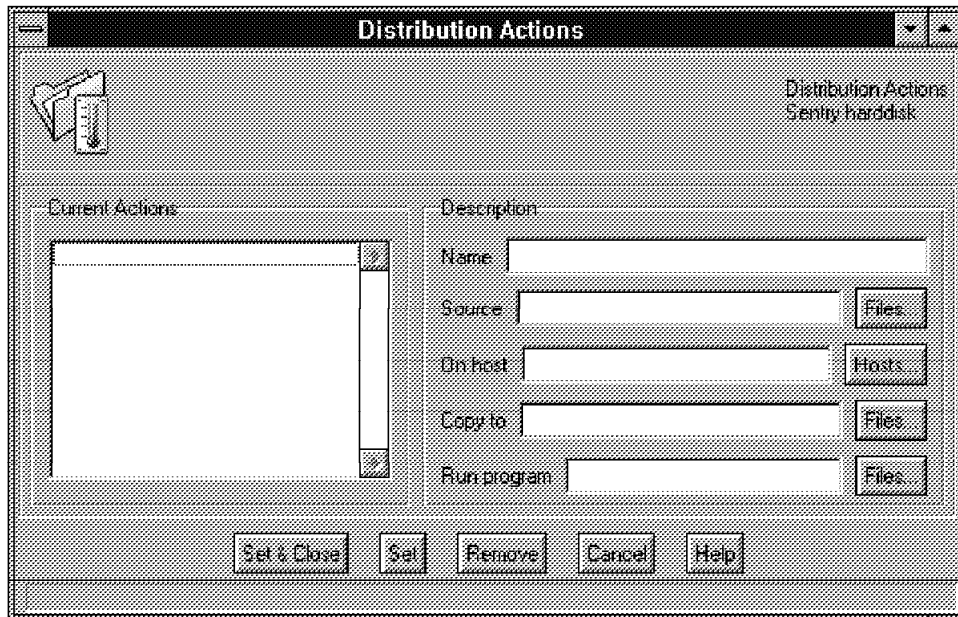 Distribution Actions
Distribution Actions
Sentry harddisk
Current Actions
Description
Name
Source
Files...
On host
Hosts...
Copy to
Files...
Run program
Files...
Set & Close
Set
Remove
Cancel
Help